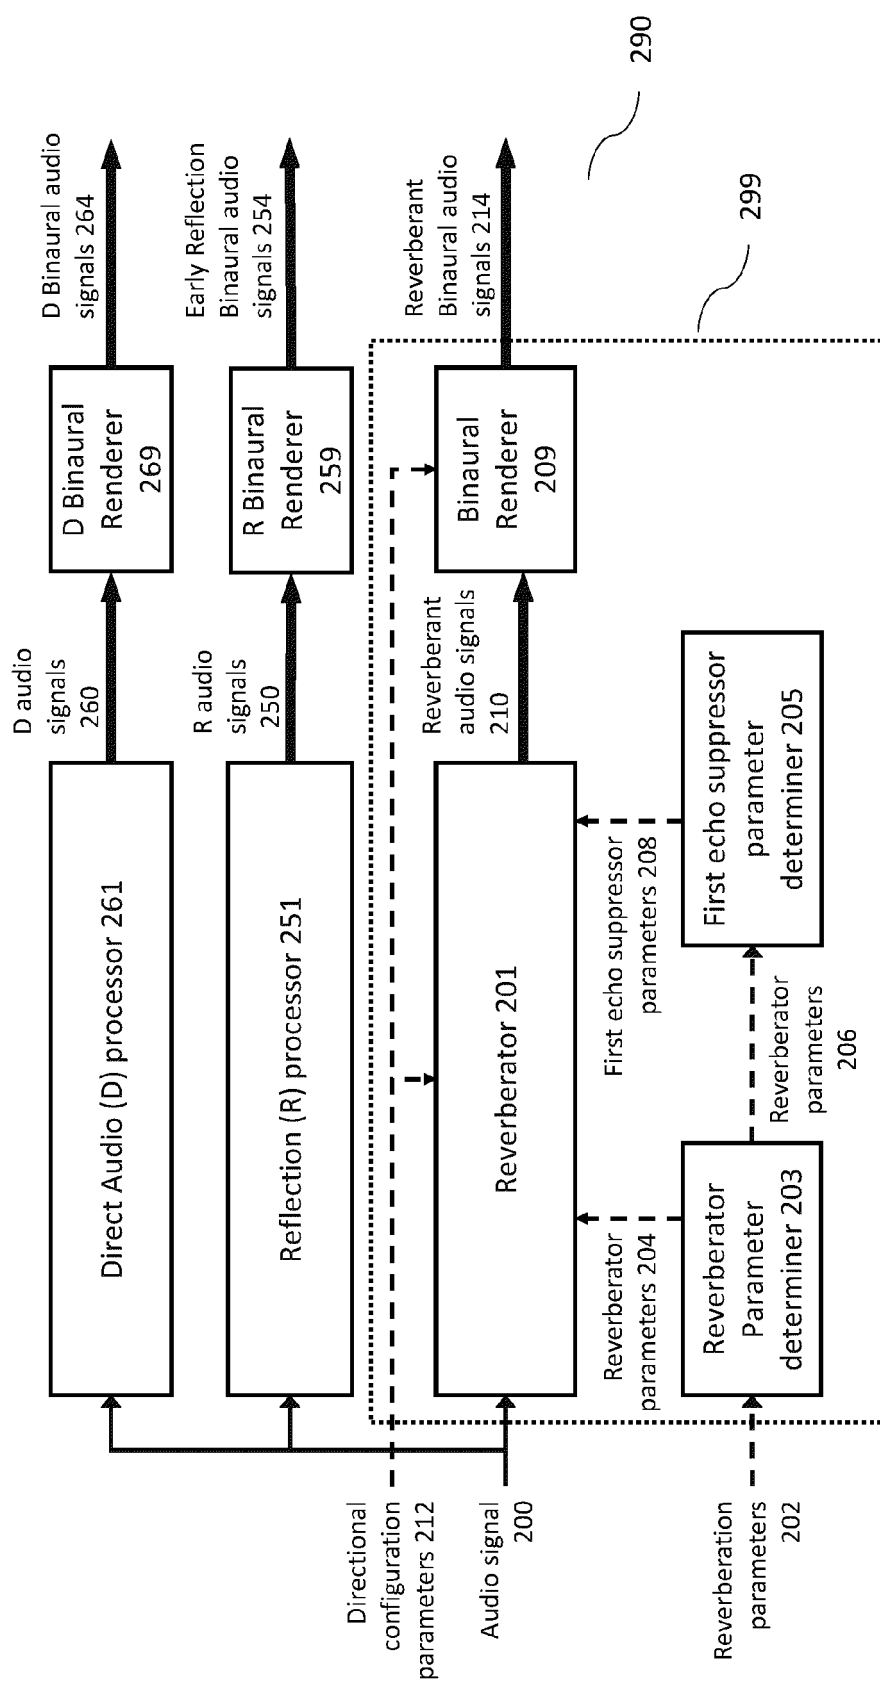 D Binaural audio
signals 264
Early Reflection
Binaural audio
signals 254
Reverberant
Binaural audio
signals 214
290
299
D Binaural
Renderer
269
R Binaural
Renderer
259
Binaural
Renderer
209
D audio
signals
260
R audio
signals
250
Reverberant
audio signals
210
Direct Audio (D) processor 261
Reflection (R) processor 251
Reverberator 201
First echo suppressor
parameters 208
First echo suppressor
parameter
determiner 205
Reverberator
parameters 204
Reverberator
parameters
206
Reverberator
Parameter
determiner 203
Directional
configuration
parameters 212
Audio signal
200
Reverberation
parameters
202